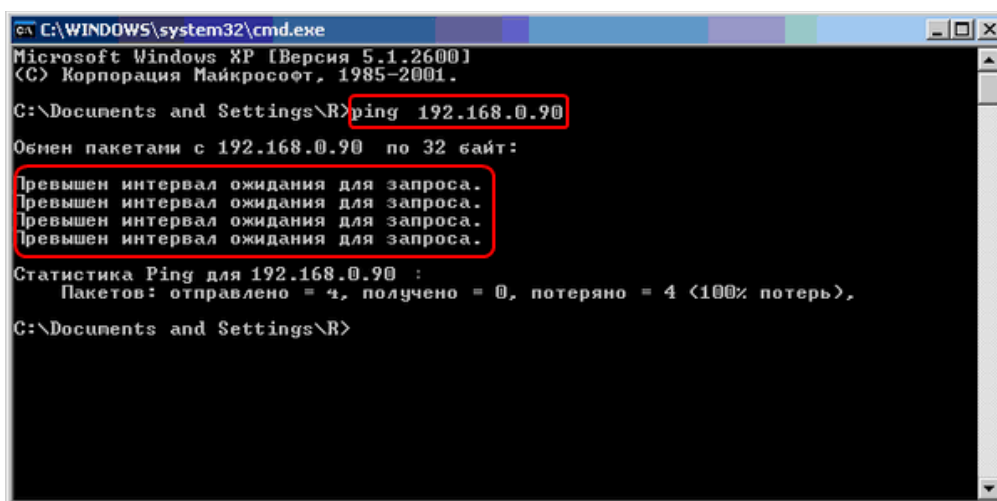 C:\WINDOWS\system32\cmd.exe
Microsoft Windows XP [Версия 5.1.2600]
(C) Корпорация Майкрософт, 1985-2001.
C:\Documents and Settings\R>ping 192.168.0.90
Обмен пакетами с 192.168.0.90 по 32 байт:
Превышен интервал ожидания для запроса.
Превышен интервал ожидания для запроса.
Превышен интервал ожидания для запроса.
Превышен интервал ожидания для запроса.
Статистика Ping для 192.168.0.90 :
Пакетов: отправлено = 4, получено = 0, потеряно = 4 (100% потерь),
C:\Documents and Settings\R>